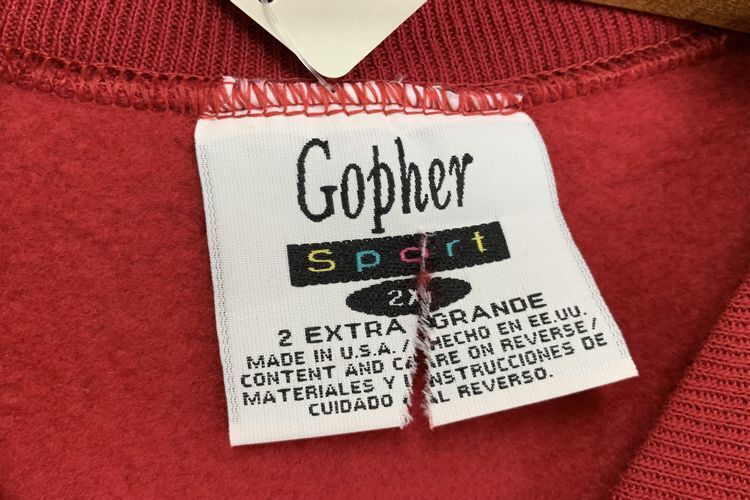 Gopher
Sport
2X
2 EXTRA GRANDE
MADE IN U.S.A./HECHO EN EE.UU.
CONTENT AND CARE ON REVERSE/
MATERIALES Y INSTRUCCIONES DE
CUIDADO AL REVERSO.